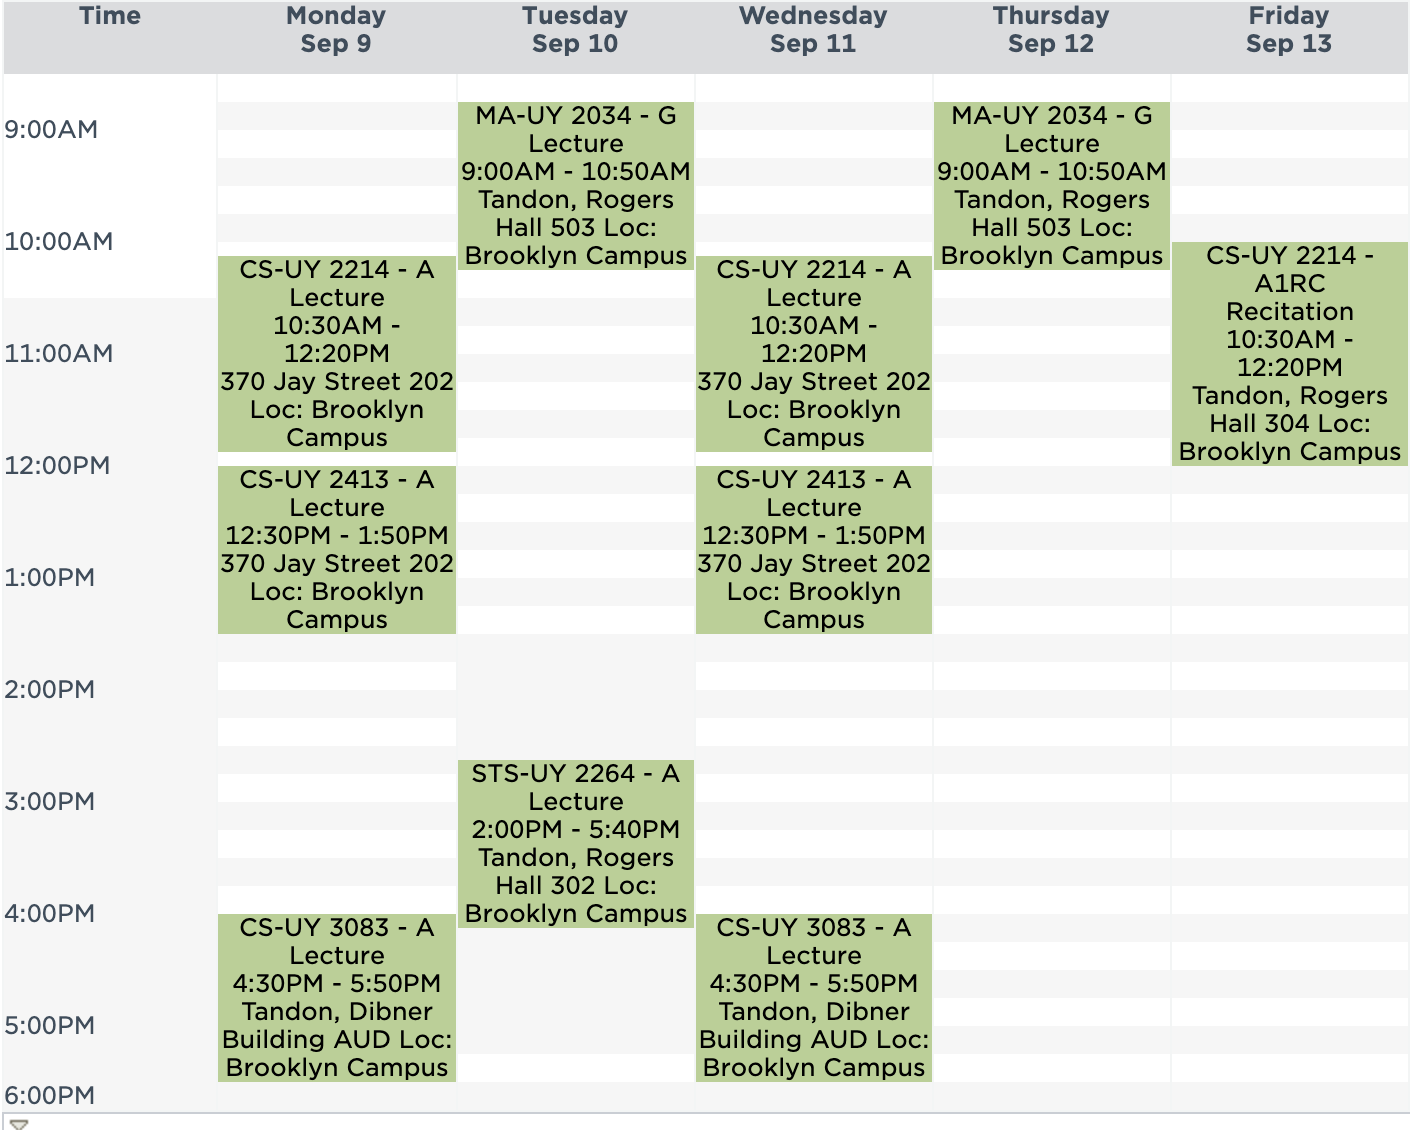 Time
Monday
Sep 9
Tuesday
Sep 10
Wednesday
Sep 11
Thursday
Sep 12
Friday
Sep 13
9:00AM
10:00AM
11:00AM
12:00PM
1:00PM
2:00PM
3:00PM
4:00PM
5:00PM
6:00PM
CS-UY 2214 - A
Lecture
10:30AM -
12:20PM
370 Jay Street 202
Loc: Brooklyn
Campus
CS-UY 2413 - A
Lecture
12:30PM - 1:50PM
370 Jay Street 202
Loc: Brooklyn
Campus
CS-UY 3083 - A
Lecture
4:30PM - 5:50PM
Tandon, Dibner
Building AUD Loc:
Brooklyn Campus
MA-UY 2034 - G
Lecture
9:00AM - 10:50AM
Tandon, Rogers
Hall 503 Loc:
Brooklyn Campus
STS-UY 2264 - A
Lecture
2:00PM - 5:40PM
Tandon, Rogers
Hall 302 Loc:
Brooklyn Campus
CS-UY 2214 - A
Lecture
10:30AM -
12:20PM
370 Jay Street 202
Loc: Brooklyn
Campus
CS-UY 2413 - A
Lecture
12:30PM - 1:50PM
370 Jay Street 202
Loc: Brooklyn
Campus
CS-UY 3083 - A
Lecture
4:30PM - 5:50PM
Tandon, Dibner
Building AUD Loc:
Brooklyn Campus
MA-UY 2034 - G
Lecture
9:00AM - 10:50AM
Tandon, Rogers
Hall 503 Loc:
Brooklyn Campus
CS-UY 2214 -
A1RC
Recitation
10:30AM -
12:20PM
Tandon, Rogers
Hall 304 Loc:
Brooklyn Campus